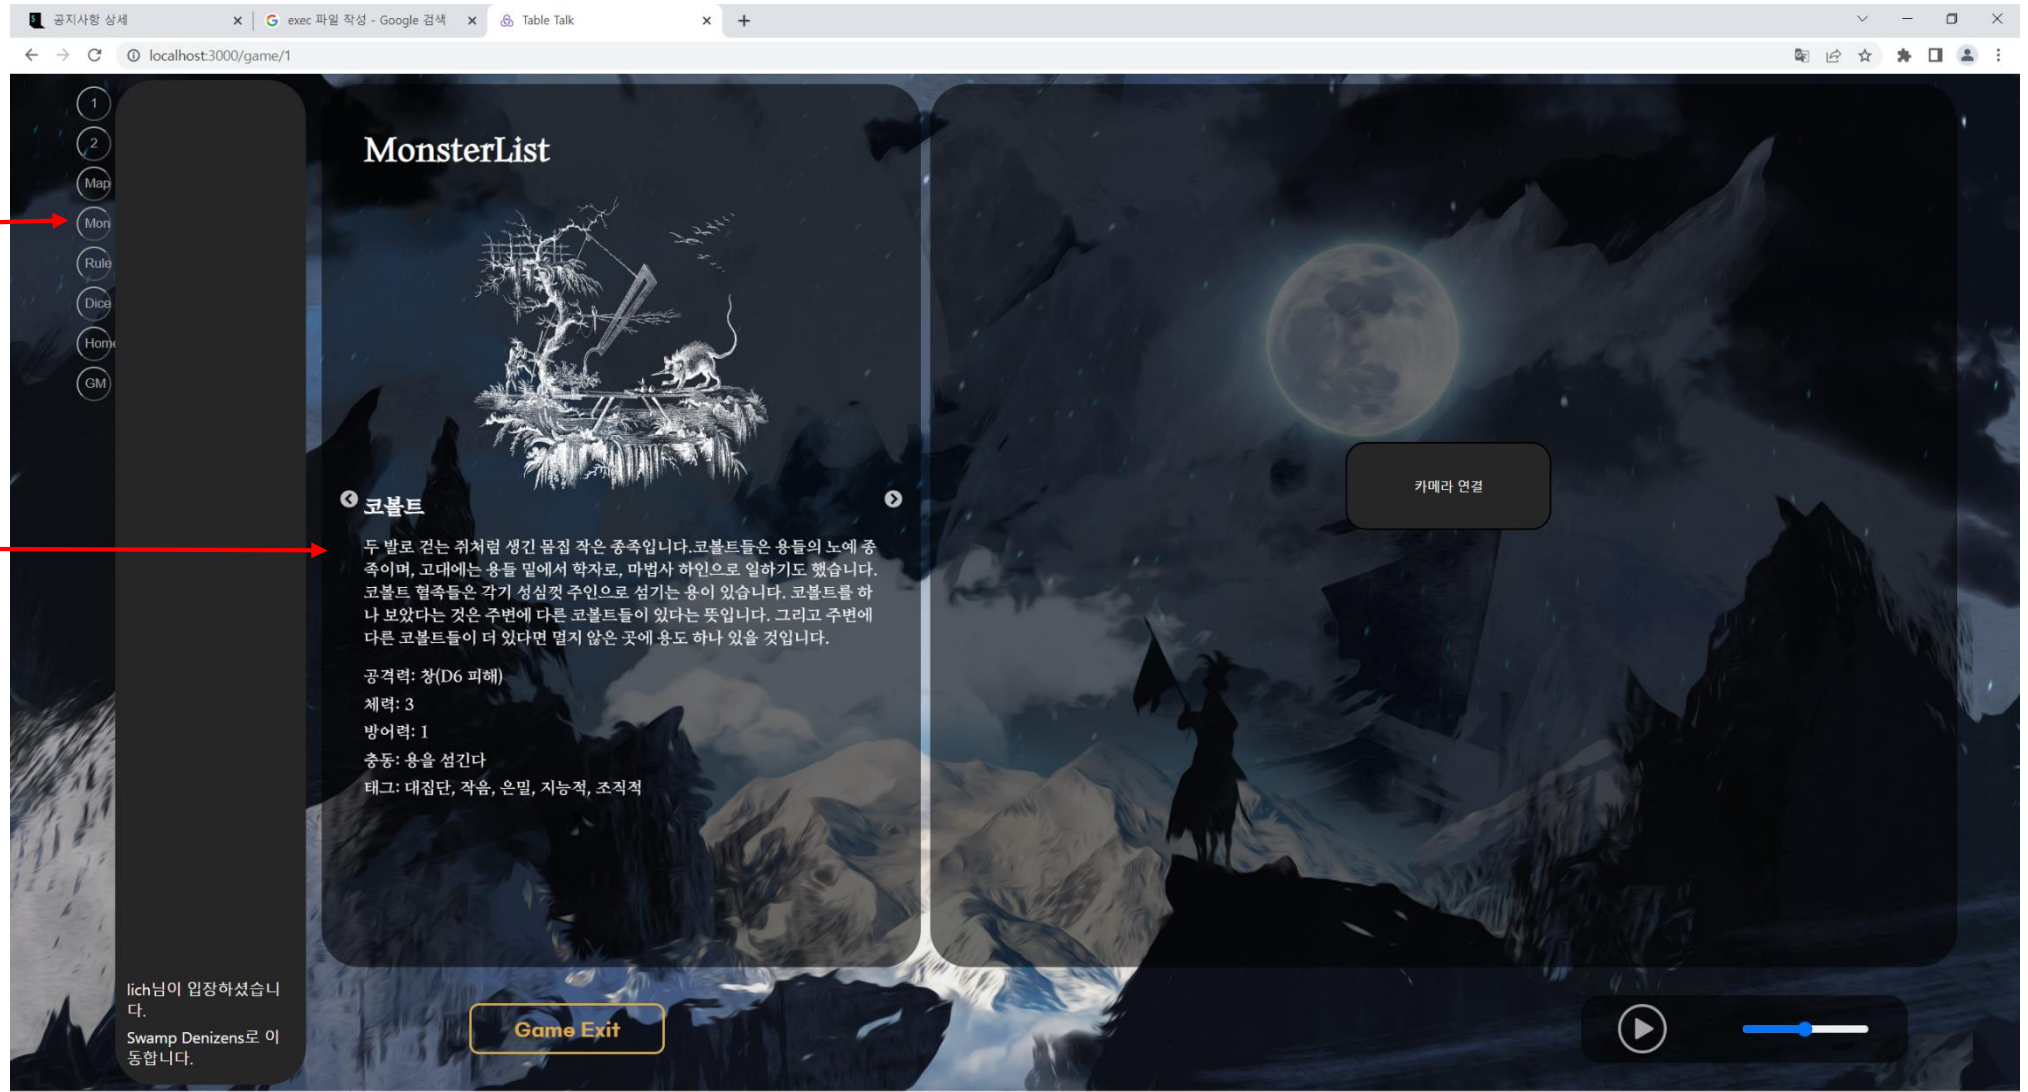 공지사항 상세
exec 파일 작성 - Google 검색
Table Talk
localhost:3000/game/1
1
2
Map
Mon
Rule
Dice
Home
GM
lich님이 입장하셨습니
다.
Swamp Denizens로 이
동합니다.
MonsterList
코볼트
두 발로 걷는 쥐처럼 생긴 몸집 작은 종족입니다.코볼트들은 용들의 노예 종
족이며, 고대에는 용들 밑에서 학자로, 마법사 하인으로 일하기도 했습니다.
코볼트 혈족들은 각기 성심껏 주인으로 섬기는 용이 있습니다. 코볼트를 하
나 보았다는 것은 주변에 다른 코볼트들이 있다는 뜻입니다. 그리고 주변에
다른 코볼트들이 더 있다면 멀지 않은 곳에 용도 하나 있을 것입니다.
공격력: 창(D6 피해)
체력: 3
방어력: 1
충동: 용을 섬긴다
태그: 대집단, 작음, 은밀, 지능적, 조직적
카메라 연결
Game Exit